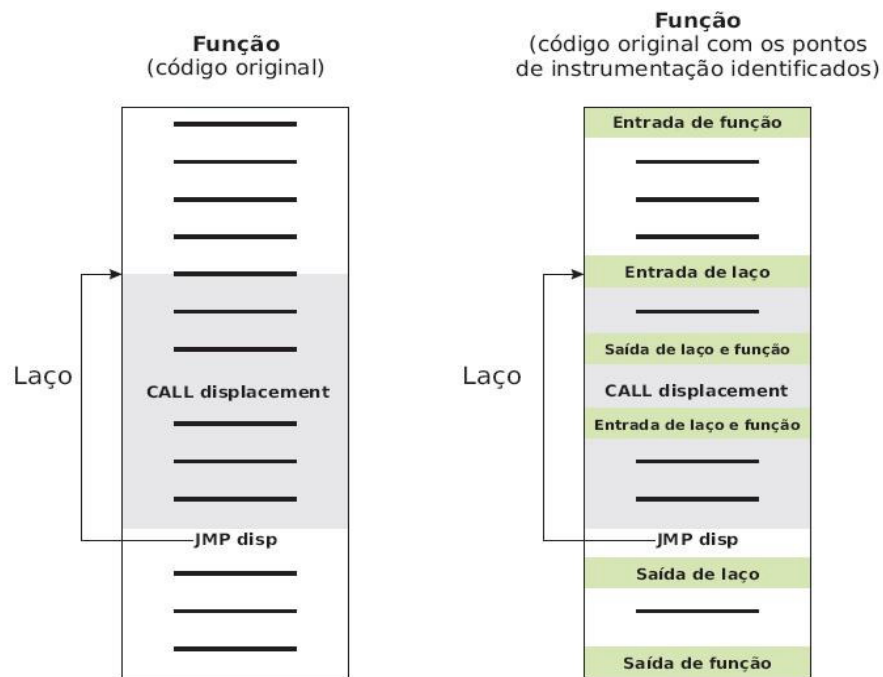 Função
(código original)
Laço
CALL displacement
JMP disp
Função
(código original com os pontos
de instrumentação identificados)
Entrada de função
Entrada de laço
Saída de laço e função
Laço
CALL displacement
Entrada de laço e função
JMP disp
Saída de laço
Saída de função